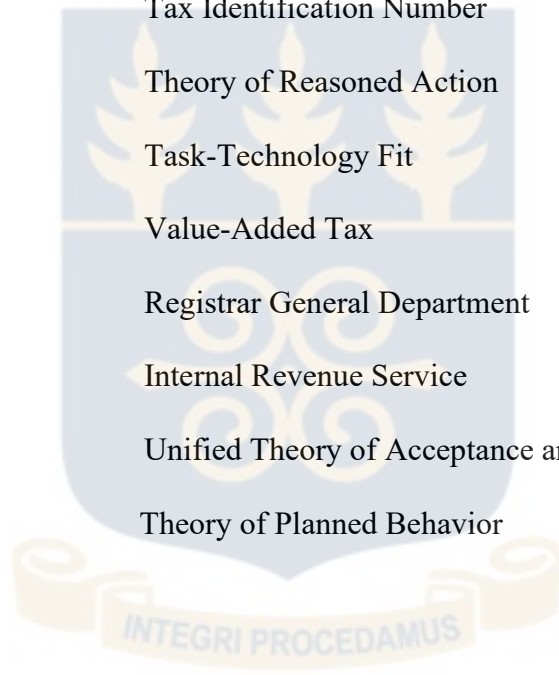 Tax Identification Number
Theory of Reasoned Action
Task-Technology Fit
Value-Added Tax
Registrar General Department
Internal Revenue Service
Unified Theory of Acceptance
Theory of Planned Behavior
INTEGRI PROCEDAMUS